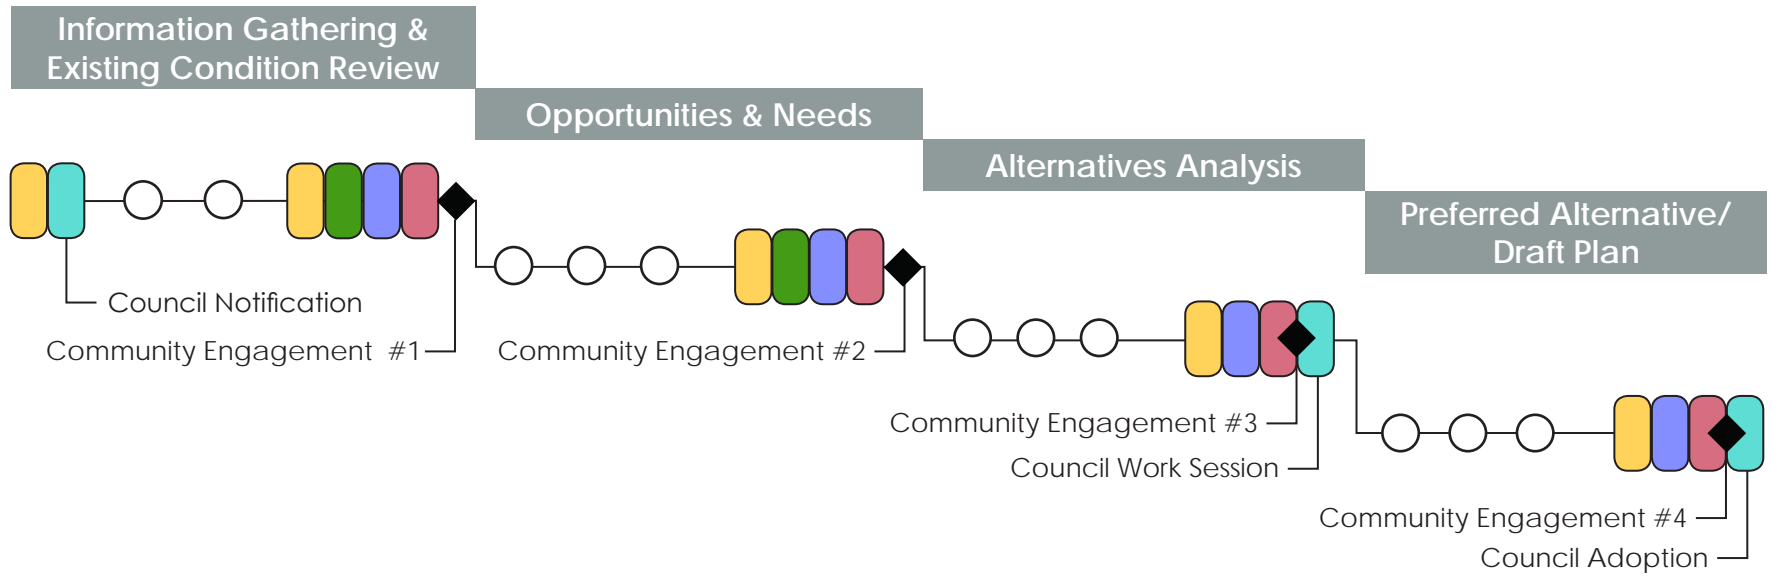 Information Gathering &
Existing Condition Review
Opportunities & Needs
Alternatives Analysis
Preferred Alternative/
Draft Plan
Council Notification
Community Engagement #1
Community Engagement #2
Community Engagement #3
Council Work Session
Community Engagement #4
Council Adoption